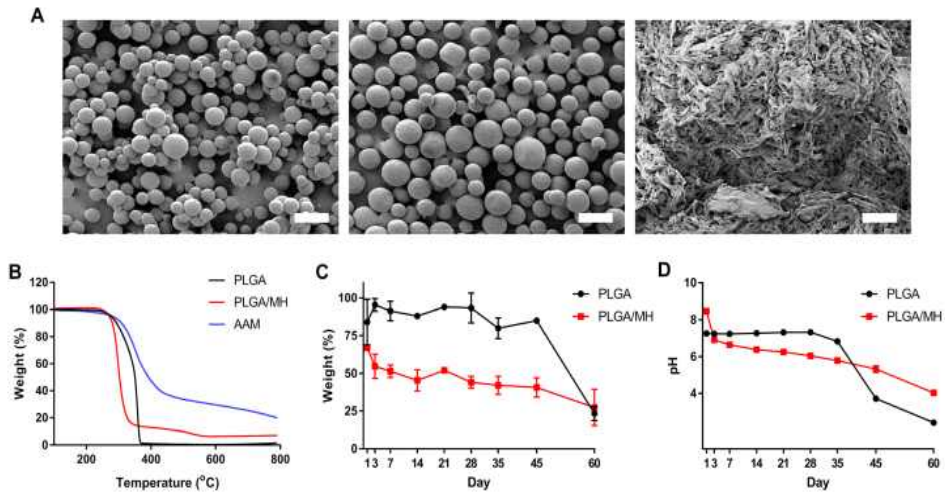 A
B
120
100
80
60
40
20
0
Weight (%)
200
400
600
800
Temperature (°C)
PLGA
PLGA/MH
AAM
C
100
75
50
25
0
Weight (%)
1 3 7 14 21 28 35 45 60
Day
PLGA
PLGA/MH
D
10
8
6
4
2
pH
1 3 7 14 21 28 35 45 60
Day
PLGA
PLGA/MH